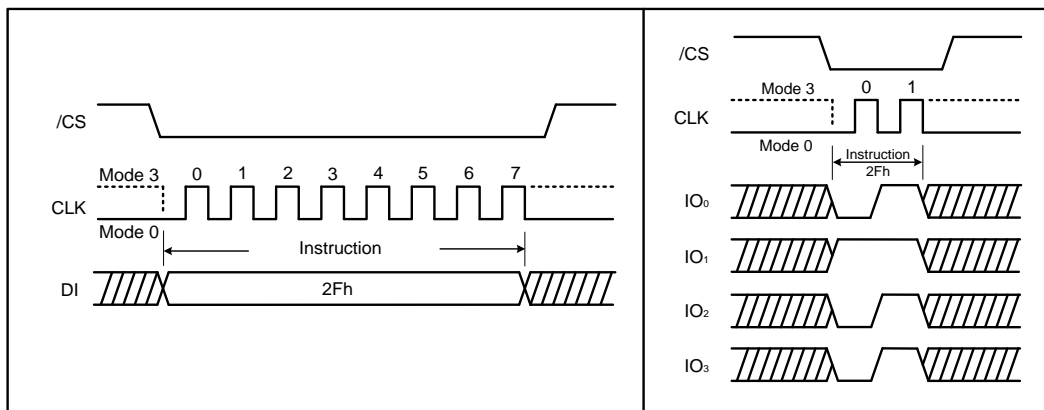 /CS
Mode 3
0 1 2 3 4 5 6 7
CLK
Mode 0
Instruction
DI
2Fh
/CS
Mode 3
0 1
CLK
Mode 0
Instruction
2Fh
IO₀
IO₁
IO₂
IO₃